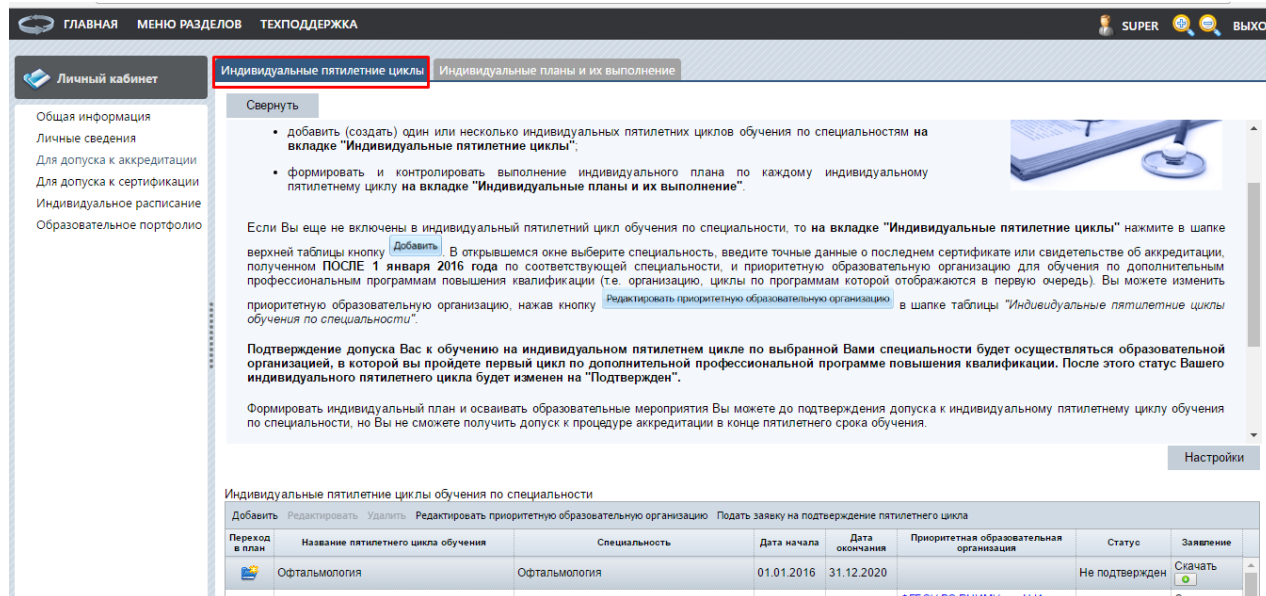 ГЛАВНАЯ МЕНЮ РАЗДЕЛОВ ТЕХПОДДЕРЖКА SUPER ВЫХО
Личный кабинет
Общая информация
Личные сведения
Для допуска к аккредитации
Для допуска к сертификации
Индивидуальное расписание
Образовательное портфолио
Индивидуальные пятилетние циклы Индивидуальные планы и их выполнение
Свернуть
• добавить (создать) один или несколько индивидуальных пятилетних циклов обучения по специальностям на
вкладке "Индивидуальные пятилетние циклы";
• формировать и контролировать выполнение индивидуального плана по каждому индивидуальному
пятилетнему циклу на вкладке "Индивидуальные планы и их выполнение".
Если Вы еще не включены в индивидуальный пятилетний цикл обучения по специальности, то на вкладке "Индивидуальные пятилетние циклы" нажмите в шапке
верхней таблицы кнопку Добавить. В открывшемся окне выберите специальность, введите точные данные о последнем сертификате или свидетельстве об аккредитации,
полученном ПОСЛЕ 1 января 2016 года по соответствующей специальности, и приоритетную образовательную организацию для обучения по дополнительным
профессиональным программам повышения квалификации (т.е. организацию, циклы по программам которой отображаются в первую очередь). Вы можете изменить
приоритетную образовательную организацию, нажав кнопку Редактировать приоритетную образовательную организацию в шапке таблицы "Индивидуальные пятилетние циклы
обучения по специальности".
Подтверждение допуска Вас к обучению на индивидуальном пятилетнем цикле по выбранной Вами специальности будет осуществляться образовательной
организацией, в которой вы пройдете первый цикл по дополнительной профессиональной программе повышения квалификации. После этого статус Вашего
индивидуального пятилетнего цикла будет изменен на "Подтвержден".
Формировать индивидуальный план и осваивать образовательные мероприятия Вы можете до подтверждения допуска к индивидуальному пятилетнему циклу обучения
по специальности, но Вы не сможете получить допуск к процедуре аккредитации в конце пятилетнего срока обучения.
Настройки
Индивидуальные пятилетние циклы обучения по специальности
Добавить Редактировать Удалить Редактировать приоритетную образовательную организацию Подать заявку на подтверждение пятилетнего цикла
Переход в план Название пятилетнего цикла обучения Специальность Дата начала Дата окончания Приоритетная образовательная организация Статус Заявление
Офтальмология Офтальмология 01.01.2016 31.12.2020 Не подтвержден Скачать